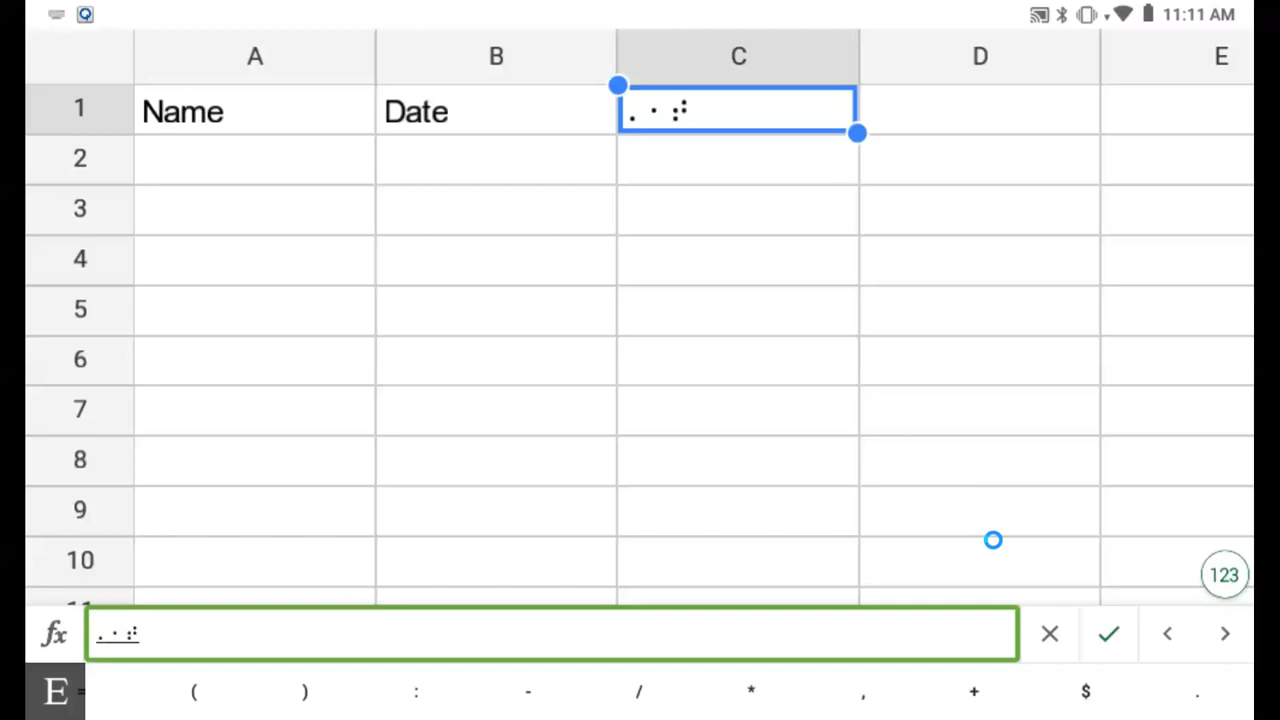 11:11 AM
A B C D E
1 Name Date ⠠⠐⠞
2
3
4
5
6
7
8
9
10
123
fx ⠠⠐⠞
E = ( ) : - / * , + $ .